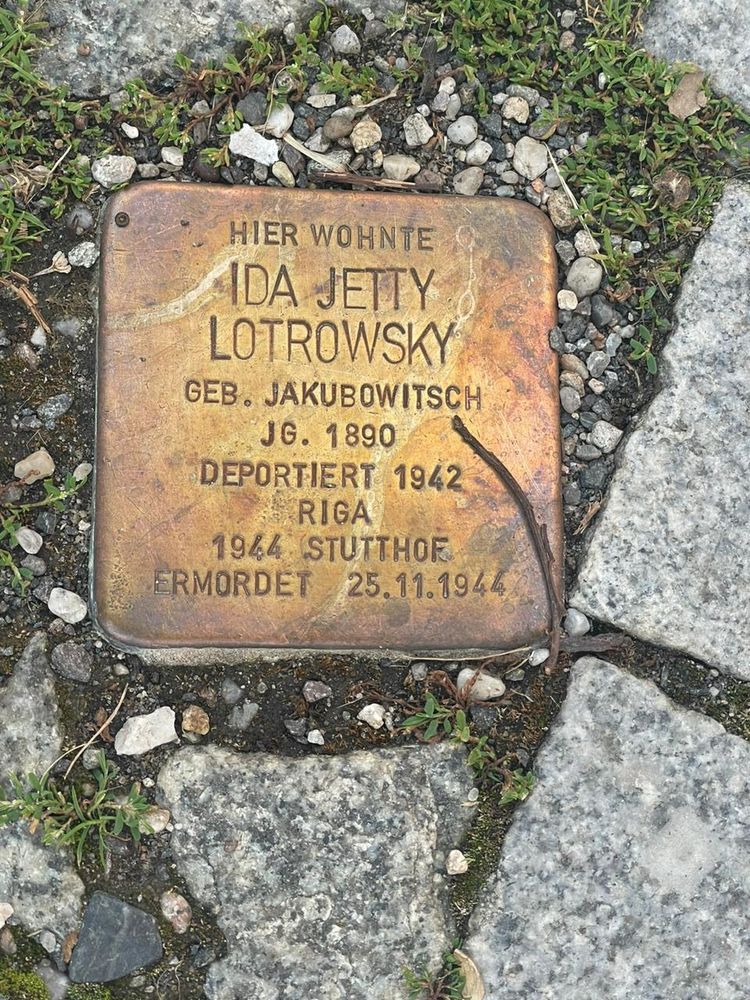 HIER WOHNTE
IDA JETTY
LOTROWSKY
GEB. JAKUBOWITSCH
JG. 1890
DEPORTIERT 1942
RIGA
1944 STUTTHOF
ERMORDET 25.11.1944